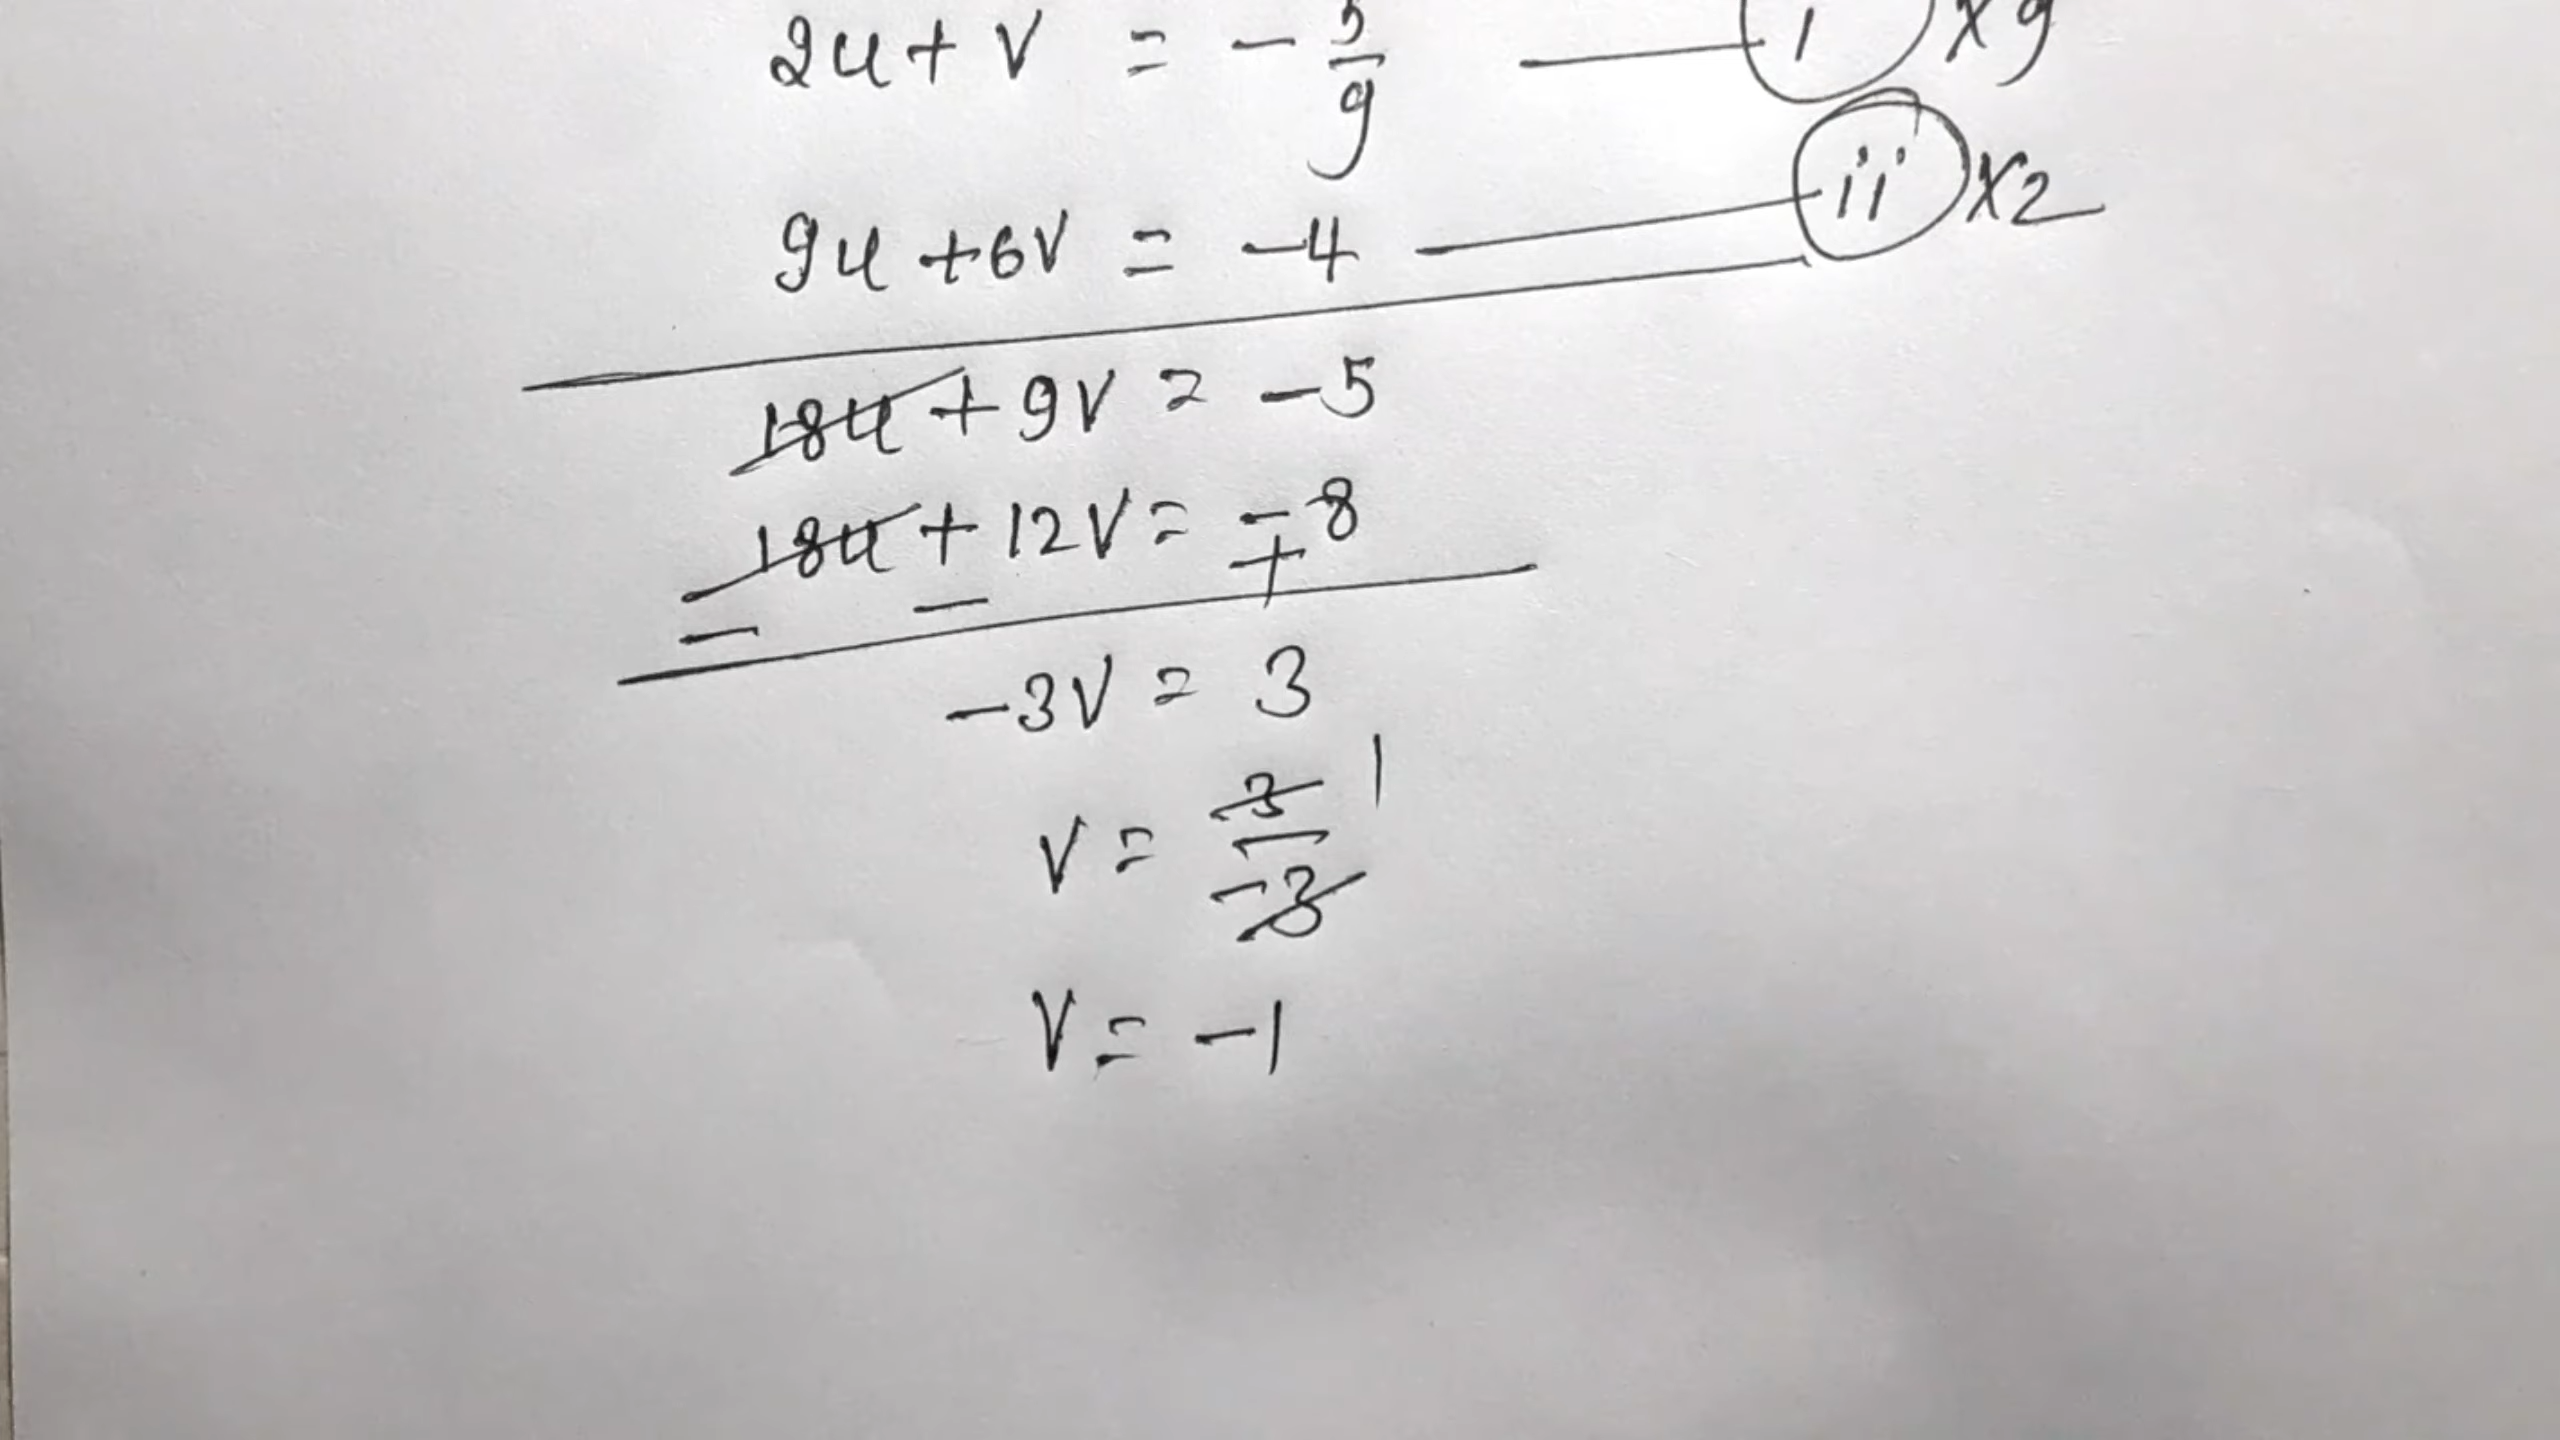 2u + v = - 5/9 —— i × 9
9u + 6v = -4 —— ii × 2
18u + 9v = -5
18u + 12v = -8
- - +
-3v = 3
v = 3/-3 1
v = -1